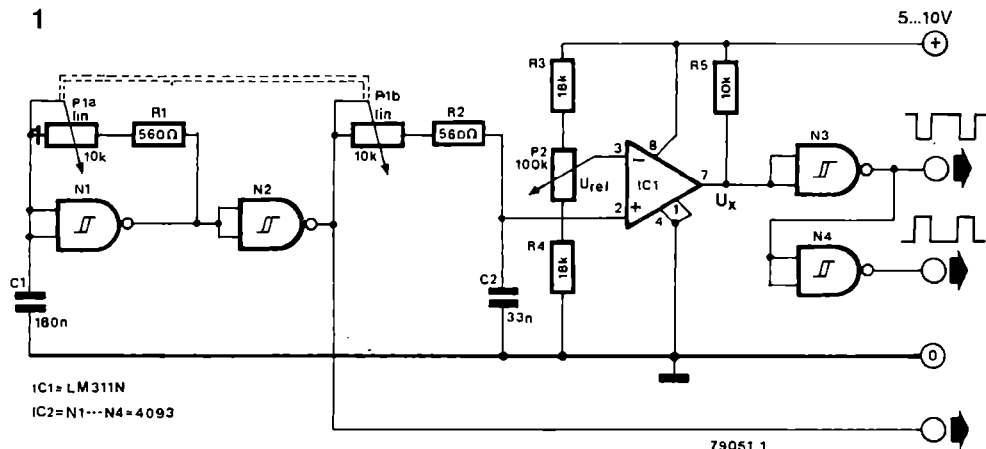 1
5...10V
+
R3
18k
R5
10k
P1a
lin
10k
R1
560Ω
P1b
lin
10k
R2
560Ω
N1
N2
P2
100k
U rel
3
8
−
IC1
+
2
4
1
7
Ux
N3
N4
R4
18k
C1
180n
C2
33n
0
IC1= LM311N
IC2=N1···N4=4093
79051 1